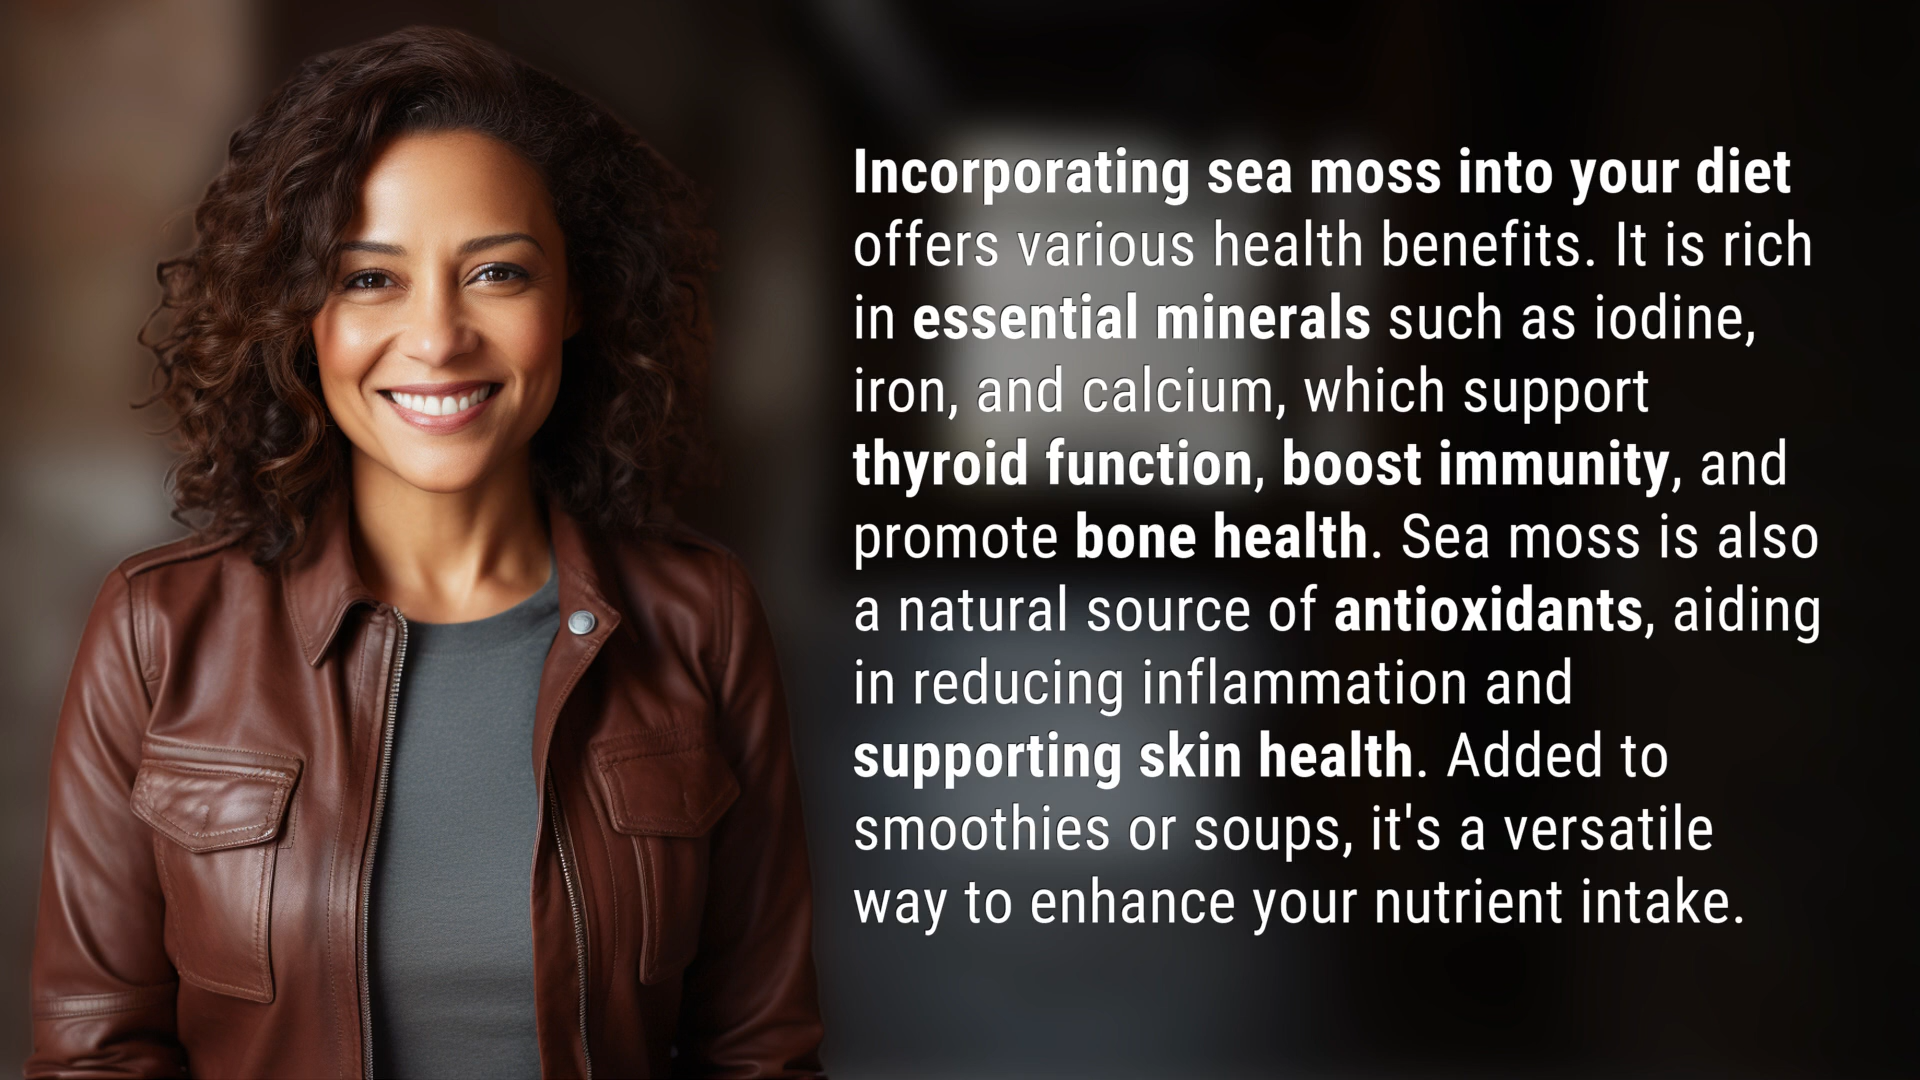 Incorporating sea moss into your diet
offers various health benefits. It is rich
in essential minerals such as iodine,
iron, and calcium, which support
thyroid function, boost immunity, and
promote bone health. Sea moss is also
a natural source of antioxidants, aiding
in reducing inflammation and
supporting skin health. Added to
smoothies or soups, it's a versatile
way to enhance your nutrient intake.